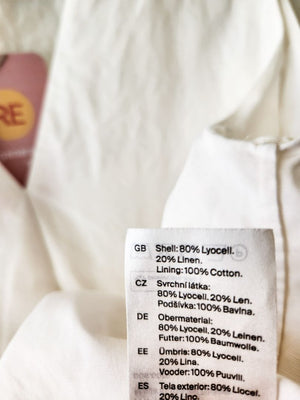 RE
GB Shell: 80% Lyocell.
20% Linen.
Lining: 100% Cotton.
CZ Svrchní látka:
80% Lyocell. 20% Len.
Podšívka: 100% Bavlna.
DE Obermaterial:
80% Lyocell. 20% Leinen.
Futter: 100% Baumwolle.
EE Ümbris: 80% Lyocell.
20% Lina.
Vooder: 100% Puuvill.
ES Tela exterior: 80% Liocel.
20% Lino.